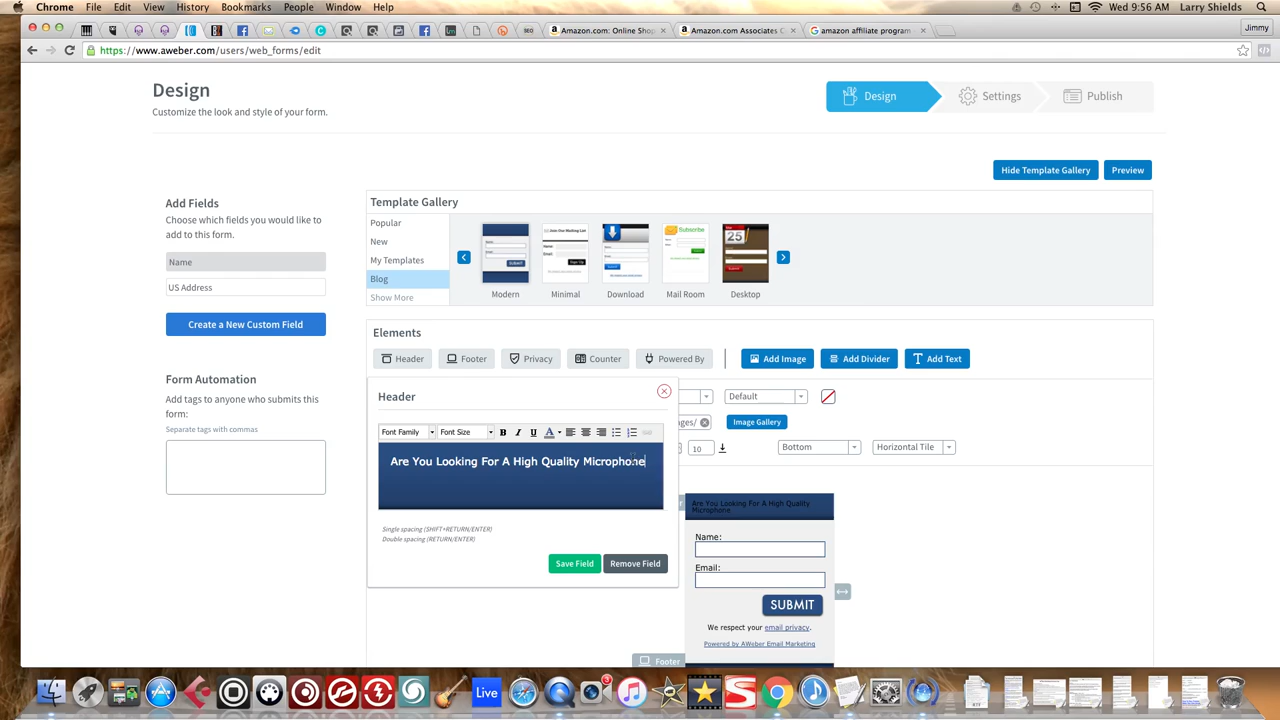 Chrome File Edit View History Bookmarks People Window Help
Wed 9:56 AM Larry Shields
SEO
Amazon.com: Online Shop
Amazon.com Associates C
amazon affiliate program
Jimmy
https://www.aweber.com/users/web_forms/edit
Design
Customize the look and style of your form.
Design
Settings
Publish
Hide Template Gallery
Preview
Add Fields
Choose which fields you would like to
add to this form.
Name
US Address
Create a New Custom Field
Form Automation
Add tags to anyone who submits this
form:
Separate tags with commas
Template Gallery
Popular
New
My Templates
Blog
Show More
Modern
Minimal
Download
Mail Room
Desktop
Elements
Header
Footer
Privacy
Counter
Powered By
Add Image
Add Divider
Add Text
Header
Default
ges/
Image Gallery
10
Bottom
Horizontal Tile
Font Family
Font Size
B I U A
Are You Looking For A High Quality Microphone
Single spacing (SHIFT+RETURN/ENTER)
Double spacing (RETURN/ENTER)
Save Field
Remove Field
Are You Looking For A High Quality
Microphone
Name:
Email:
SUBMIT
We respect your email privacy.
Powered by AWeber Email Marketing
Footer
Live
3